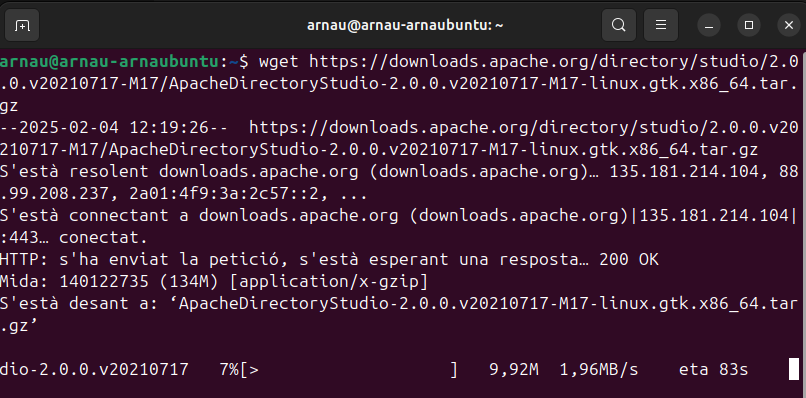 arnau@arnau-arnaubuntu: ~
arnau@arnau-arnaubuntu:~$ wget https://downloads.apache.org/directory/studio/2.0
.0.v20210717-M17/ApacheDirectoryStudio-2.0.0.v20210717-M17-linux.gtk.x86_64.tar.
gz
--2025-02-04 12:19:26--  https://downloads.apache.org/directory/studio/2.0.0.v20
210717-M17/ApacheDirectoryStudio-2.0.0.v20210717-M17-linux.gtk.x86_64.tar.gz
S'està resolent downloads.apache.org (downloads.apache.org)… 135.181.214.104, 88
.99.208.237, 2a01:4f9:3a:2c57::2, ...
S'està connectant a downloads.apache.org (downloads.apache.org)|135.181.214.104|
:443… conectat.
HTTP: s'ha enviat la petició, s'està esperant una resposta… 200 OK
Mida: 140122735 (134M) [application/x-gzip]
S'està desant a: ‘ApacheDirectoryStudio-2.0.0.v20210717-M17-linux.gtk.x86_64.tar
.gz’
dio-2.0.0.v20210717   7%[>                   ]   9,92M  1,96MB/s    eta 83s